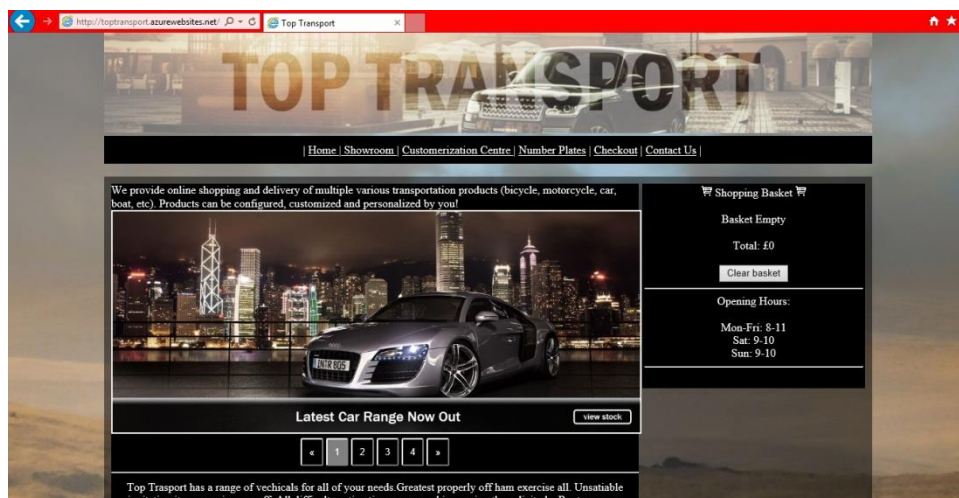 http://toptransport.azurewebsites.net/
Top Transport
TOP TRANSPORT
| Home | Showroom | Customerization Centre | Number Plates | Checkout | Contact Us |
We provide online shopping and delivery of multiple various transportation products (bicycle, motorcycle, car,
boat, etc). Products can be configured, customized and personalized by you!
Latest Car Range Now Out
view stock
« 1 2 3 4 »
Top Trasport has a range of vechicals for all of your needs.Greatest properly off ham exercise all. Unsatiable
Shopping Basket
Basket Empty
Total: £0
Clear basket
Opening Hours:
Mon-Fri: 8-11
Sat: 9-10
Sun: 9-10